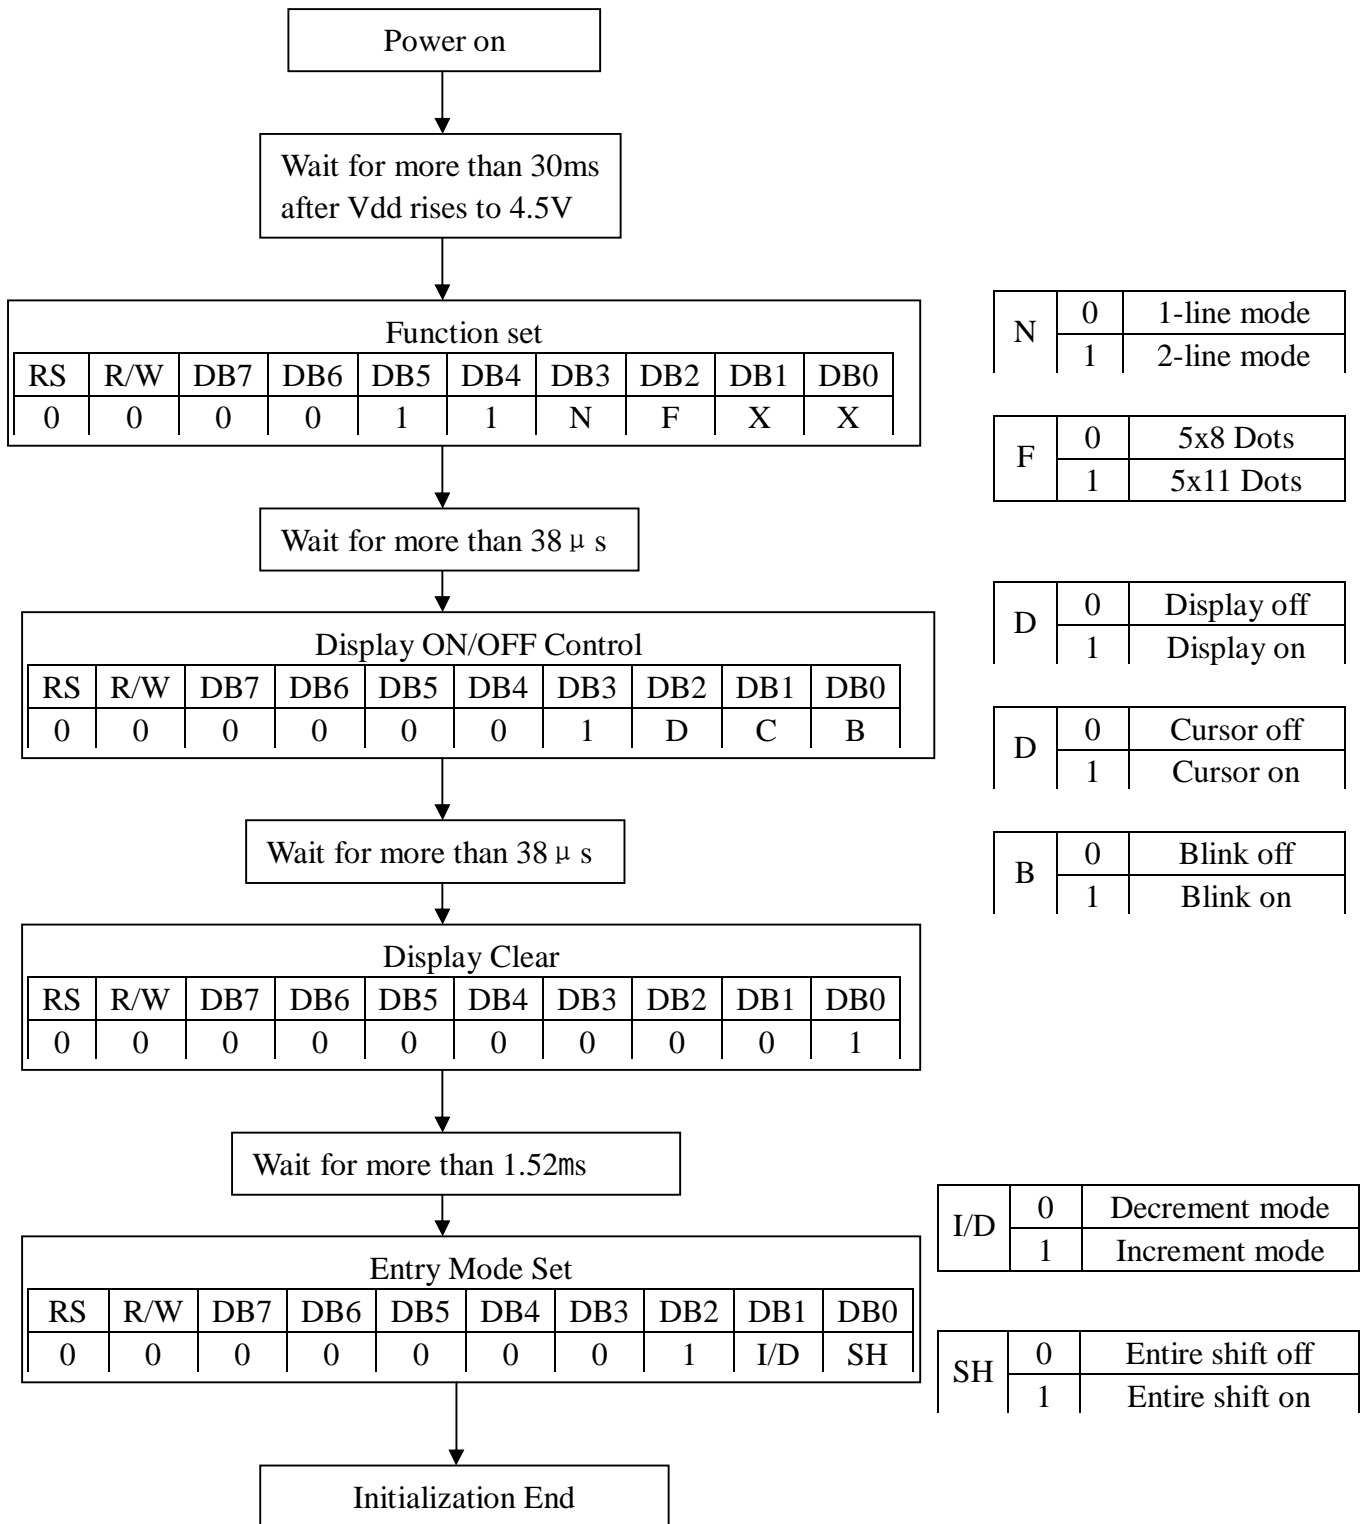 Power on
Wait for more than 30ms
after Vdd rises to 4.5V
Function set
RS R/W DB7 DB6 DB5 DB4 DB3 DB2 DB1 DB0
0 0 0 0 1 1 N F X X
N 0 1-line mode
1 2-line mode
F 0 5x8 Dots
1 5x11 Dots
Wait for more than 38μs
Display ON/OFF Control
RS R/W DB7 DB6 DB5 DB4 DB3 DB2 DB1 DB0
0 0 0 0 0 0 1 D C B
D 0 Display off
1 Display on
D 0 Cursor off
1 Cursor on
B 0 Blink off
1 Blink on
Wait for more than 38μs
Display Clear
RS R/W DB7 DB6 DB5 DB4 DB3 DB2 DB1 DB0
0 0 0 0 0 0 0 0 0 1
Wait for more than 1.52ms
Entry Mode Set
RS R/W DB7 DB6 DB5 DB4 DB3 DB2 DB1 DB0
0 0 0 0 0 0 0 1 I/D SH
I/D 0 Decrement mode
1 Increment mode
SH 0 Entire shift off
1 Entire shift on
Initialization End